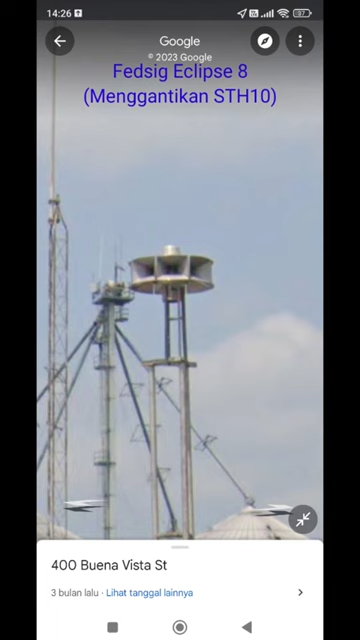 14:26
87
Google
© 2023 Google
Fedsig Eclipse 8
(Menggantikan STH10)
400 Buena Vista St
3 bulan lalu · Lihat tanggal lainnya